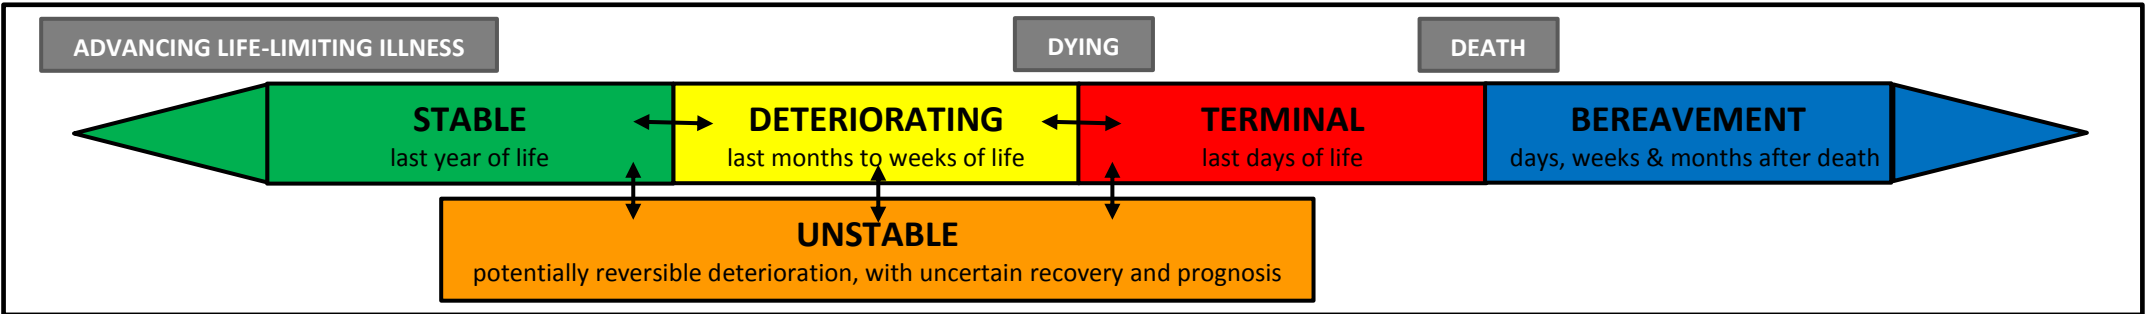 ADVANCING LIFE-LIMITING ILLNESS
DYING
DEATH
STABLE
last year of life
DETERIORATING
last months to weeks of life
TERMINAL
last days of life
BEREAVEMENT
days, weeks & months after death
UNSTABLE
potentially reversible deterioration, with uncertain recovery and prognosis